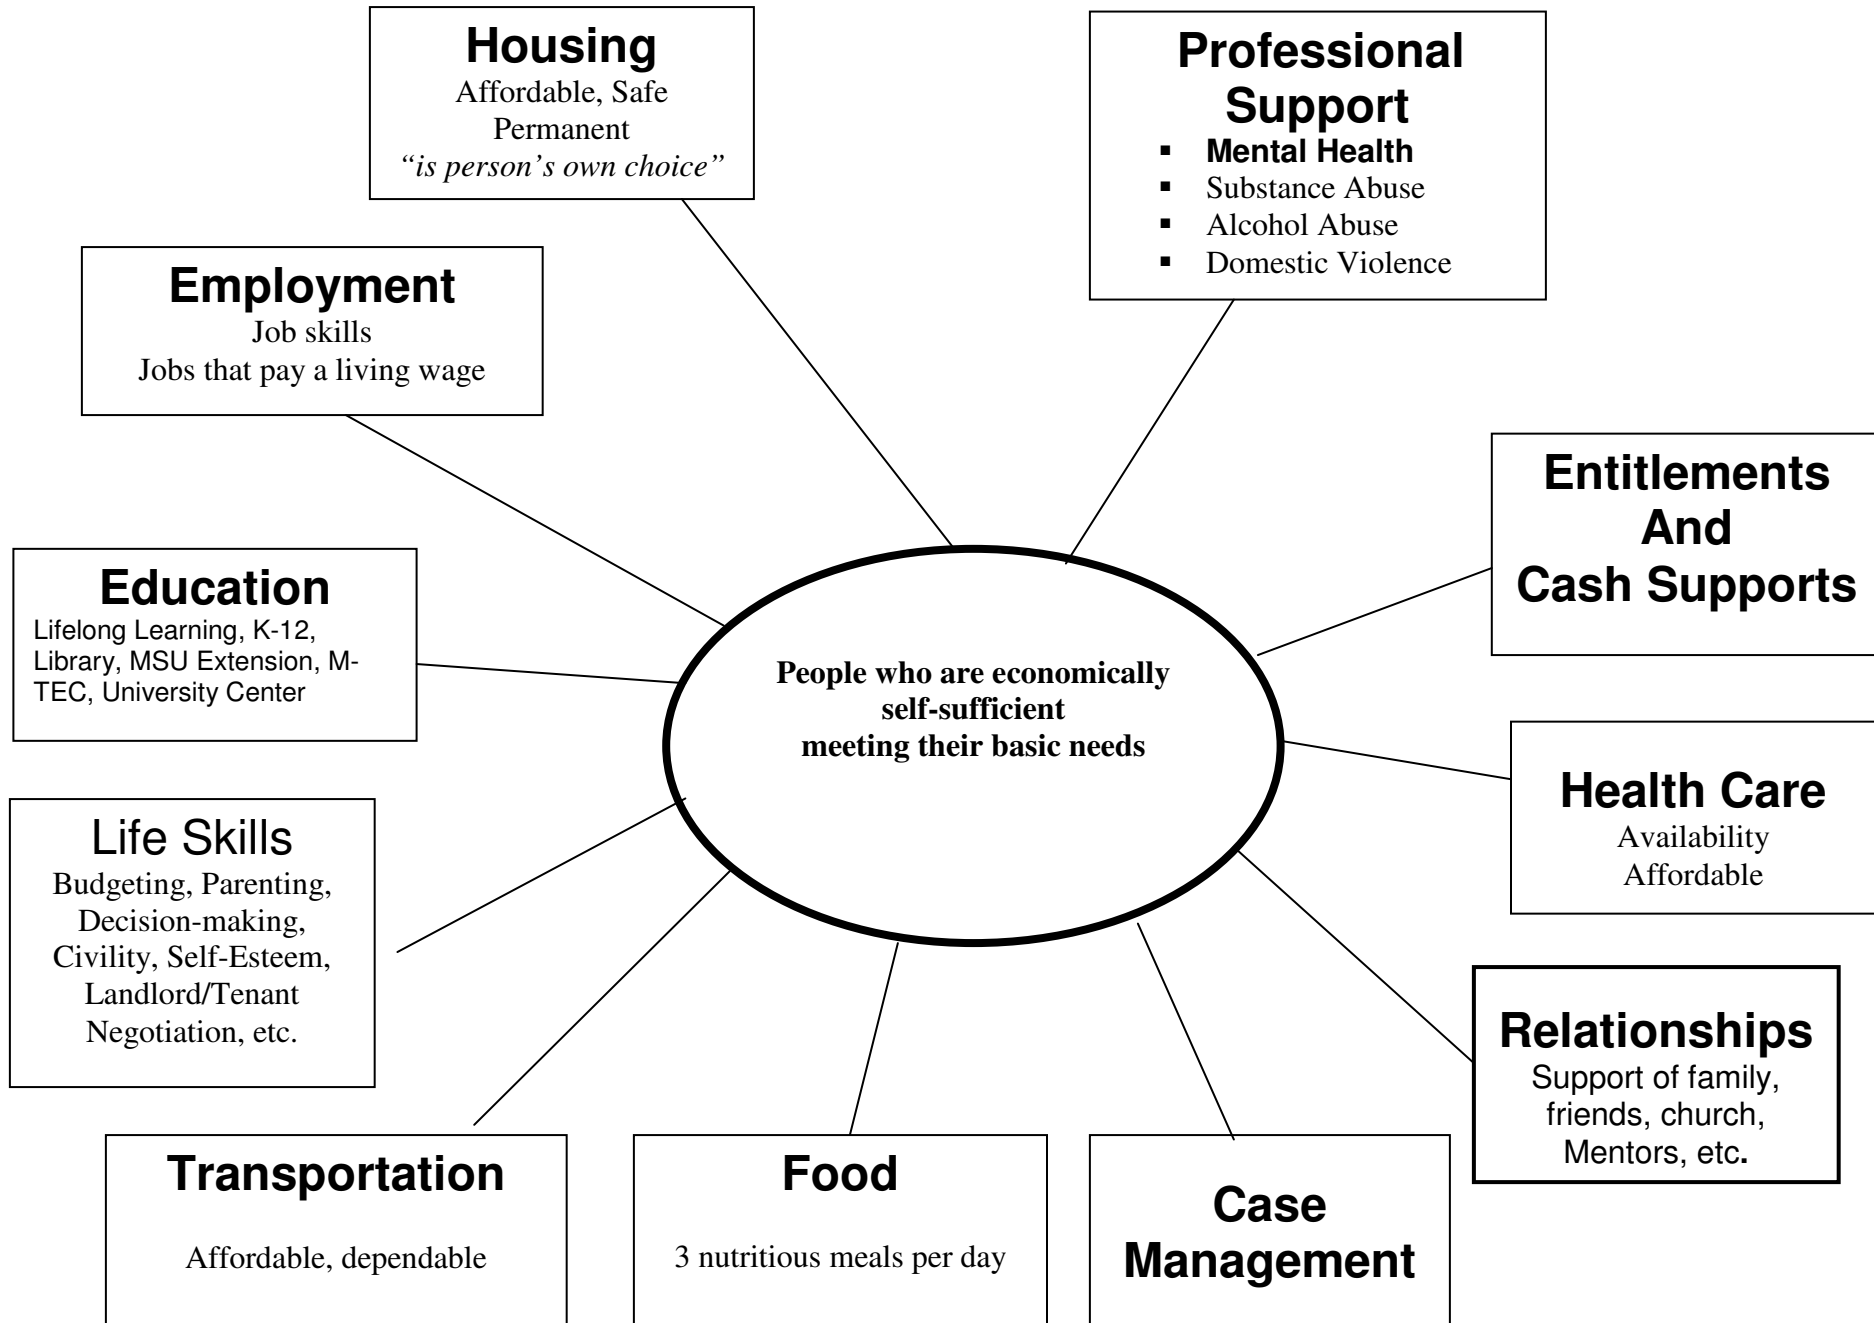 Housing
Affordable, Safe
Permanent
“is person’s own choice”
Professional
Support
▪ Mental Health
▪ Substance Abuse
▪ Alcohol Abuse
▪ Domestic Violence
Employment
Job skills
Jobs that pay a living wage
Entitlements
And
Cash Supports
Education
Lifelong Learning, K-12,
Library, MSU Extension, M-
TEC, University Center
People who are economically
self-sufficient
meeting their basic needs
Health Care
Availability
Affordable
Life Skills
Budgeting, Parenting,
Decision-making,
Civility, Self-Esteem,
Landlord/Tenant
Negotiation, etc.
Relationships
Support of family,
friends, church,
Mentors, etc.
Transportation
Affordable, dependable
Food
3 nutritious meals per day
Case
Management